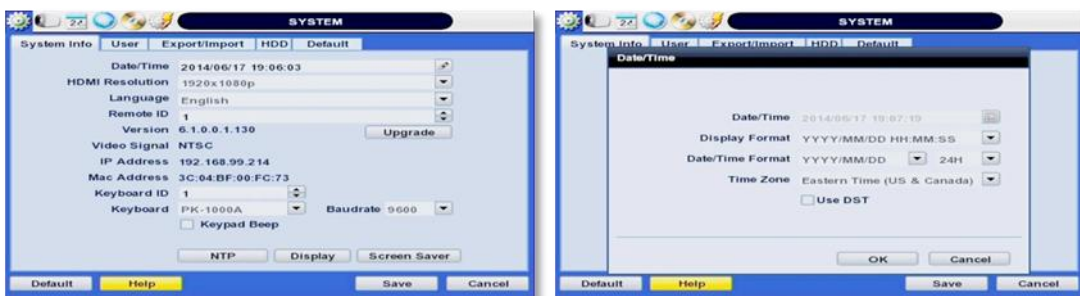 SYSTEM
System Info User Export/Import HDD Default
Date/Time 2014/06/17 19:06:03
HDMI Resolution 1920x1080p
Language English
Remote ID 1
Version 6.1.0.0.1.130 Upgrade
Video Signal NTSC
IP Address 192.168.99.214
Mac Address 3C:04:BF:00:FC:73
Keyboard ID 1
Keyboard PK-1000A Baudrate 9600
Keypad Beep
NTP Display Screen Saver
Default Help Save Cancel
SYSTEM
System Info User Export/Import HDD Default
Date/Time
Date/Time 2014/06/17 19:07:19
Display Format YYYY/MM/DD HH:MM:SS
Date/Time Format YYYY/MM/DD 24H
Time Zone Eastern Time (US & Canada)
Use DST
OK Cancel
Default Help Save Cancel